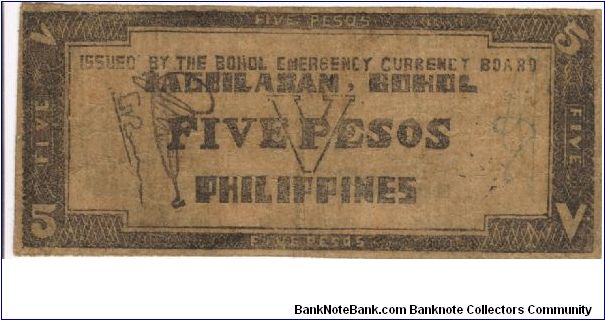 V FIVE PESOS 5
ISSUED BY THE BOHOL EMERGENCY CURRENCY BOARD
BOHOL
V
FIVE PESOS
PHILIPPINES
FIVE
FIVE
5 FIVE PESOS V
BankNoteBank.com Banknote Collectors Community